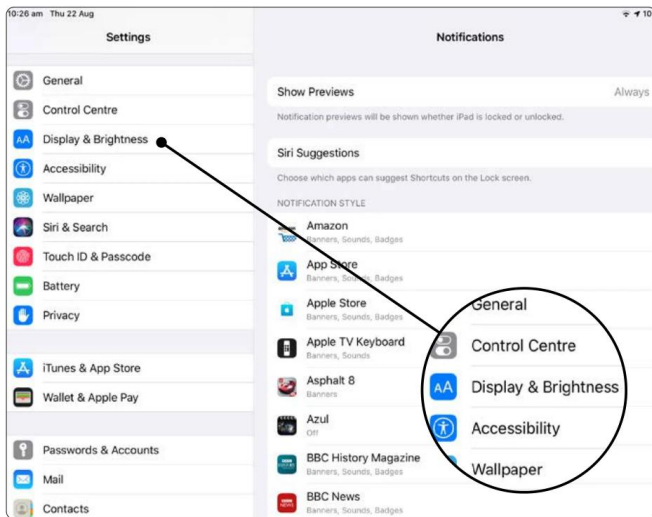 10:26 am Thu 22 Aug
10
Settings
General
Control Centre
Display & Brightness
Accessibility
Wallpaper
Siri & Search
Touch ID & Passcode
Battery
Privacy
iTunes & App Store
Wallet & Apple Pay
Passwords & Accounts
Mail
Contacts
Notifications
Show Previews Always
Notification previews will be shown whether iPad is locked or unlocked.
Siri Suggestions
Choose which apps can suggest Shortcuts on the Lock screen.
NOTIFICATION STYLE
Amazon
Banners, Sounds, Badges
App Store
Banners, Sounds, Badges
Apple Store
Banners, Sounds, Badges
Apple TV Keyboard
Banners, Sounds
Asphalt 8
Banners
Azul
Off
BBC History Magazine
Banners, Sounds, Badges
BBC News
Banners, Sounds, Badges
General
Control Centre
AA Display & Brightness
Accessibility
Wallpaper